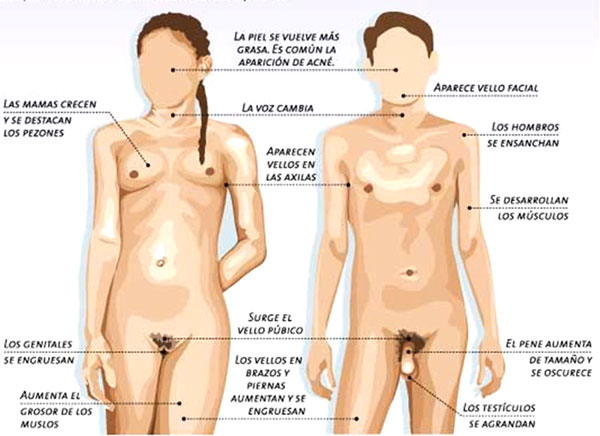 LA PIEL SE VUELVE MÁS
GRASA. ES COMÚN LA
APARICIÓN DE ACNÉ.
APARECE VELLO FACIAL
LAS MAMAS CRECEN
Y SE DESTACAN
LOS PEZONES
LA VOZ CAMBIA
LOS HOMBROS
SE ENSANCHAN
APARECEN
VELLOS EN
LAS AXILAS
SE DESARROLLAN
LOS MÚSCULOS
SURGE EL
VELLO PÚBICO
LOS GENITALES
SE ENGRUESAN
EL PENE AUMENTA
DE TAMAÑO Y
SE OSCURECE
LOS VELLOS EN
BRAZOS Y
PIERNAS
AUMENTAN Y SE
ENGRUESAN
AUMENTA EL
GROSOR DE LOS
MUSLOS
LOS TESTÍCULOS
SE AGRANDAN